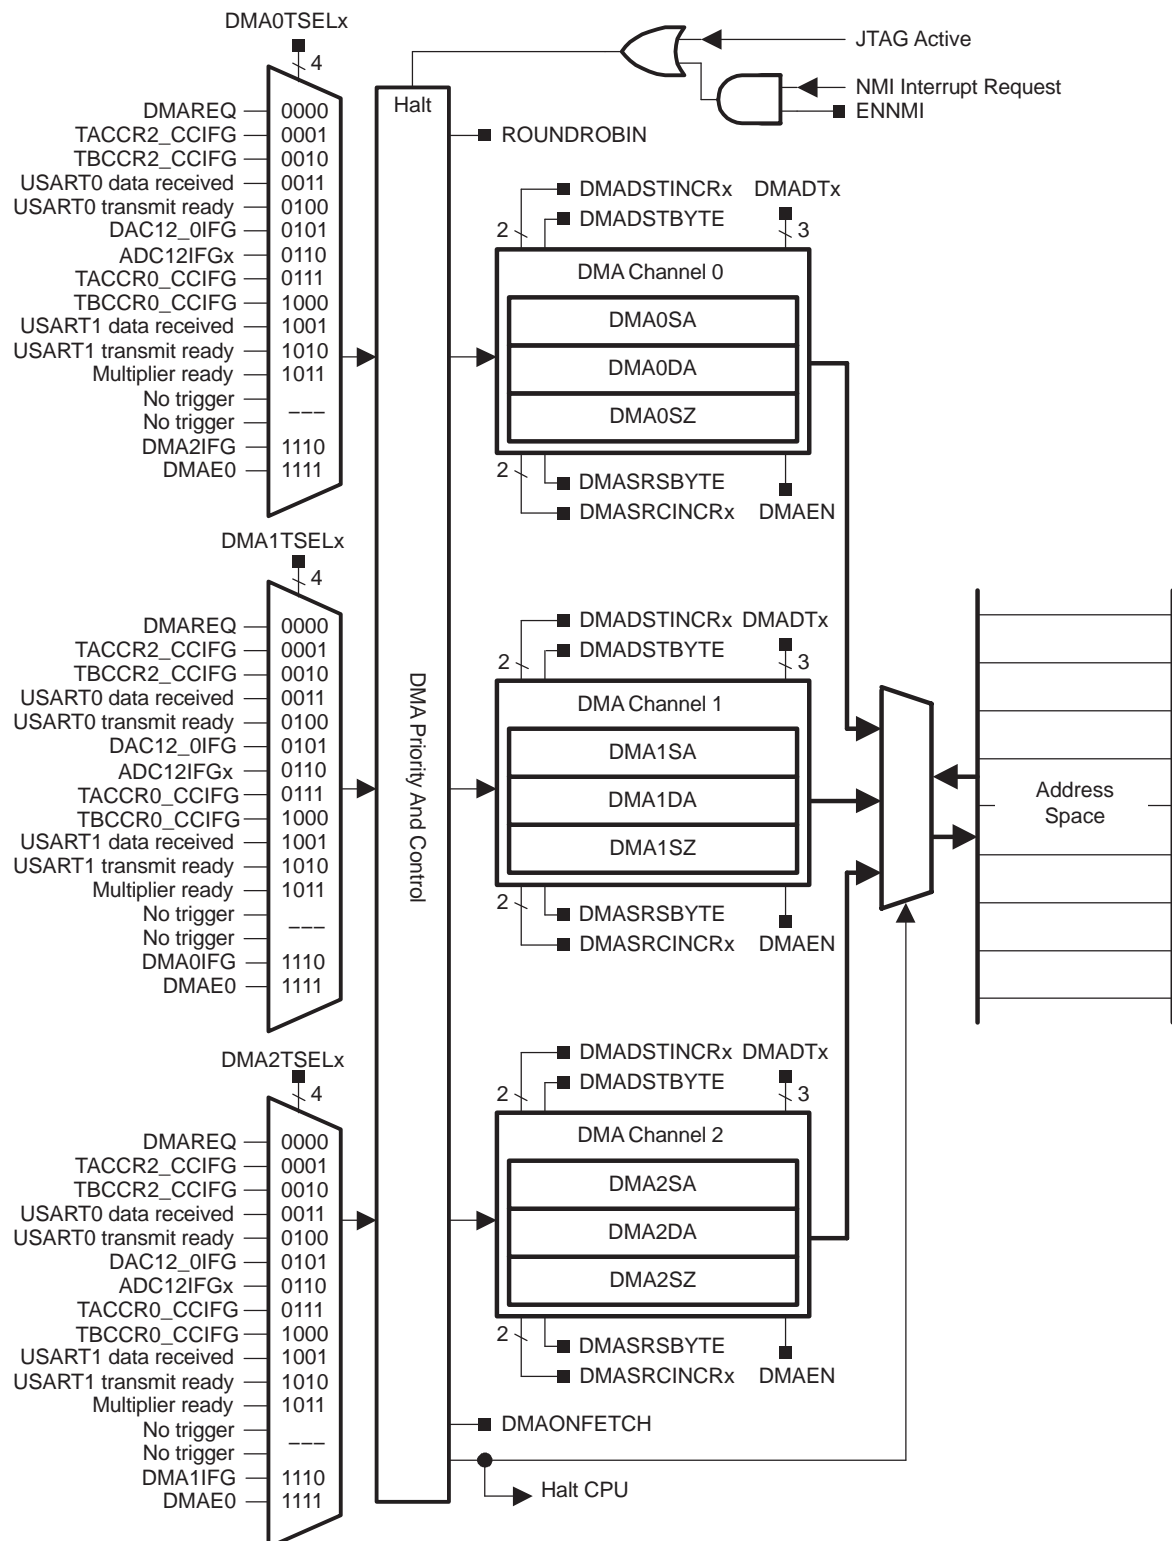 DMA0TSELx
4
JTAG Active
NMI Interrupt Request
ENNMI
Halt
ROUNDROBIN
DMAREQ 0000
TACCR2_CCIFG 0001
TBCCR2_CCIFG 0010
USART0 data received 0011
USART0 transmit ready 0100
DAC12_0IFG 0101
ADC12IFGx 0110
TACCR0_CCIFG 0111
TBCCR0_CCIFG 1000
USART1 data received 1001
USART1 transmit ready 1010
Multiplier ready 1011
No trigger
No trigger
–––
DMA2IFG 1110
DMAE0 1111
DMADSTINCRx DMADTx
2 DMADSTBYTE 3
DMA Channel 0
DMA0SA
DMA0DA
DMA0SZ
2 DMASRSBYTE
DMASRCINCRx DMAEN
DMA1TSELx
4
DMAREQ 0000
TACCR2_CCIFG 0001
TBCCR2_CCIFG 0010
USART0 data received 0011
USART0 transmit ready 0100
DAC12_0IFG 0101
ADC12IFGx 0110
TACCR0_CCIFG 0111
TBCCR0_CCIFG 1000
USART1 data received 1001
USART1 transmit ready 1010
Multiplier ready 1011
No trigger
No trigger
–––
DMA0IFG 1110
DMAE0 1111
DMA Priority And Control
DMADSTINCRx DMADTx
2 DMADSTBYTE 3
DMA Channel 1
DMA1SA
DMA1DA
DMA1SZ
2 DMASRSBYTE
DMASRCINCRx DMAEN
Address
Space
DMA2TSELx
4
DMAREQ 0000
TACCR2_CCIFG 0001
TBCCR2_CCIFG 0010
USART0 data received 0011
USART0 transmit ready 0100
DAC12_0IFG 0101
ADC12IFGx 0110
TACCR0_CCIFG 0111
TBCCR0_CCIFG 1000
USART1 data received 1001
USART1 transmit ready 1010
Multiplier ready 1011
No trigger
No trigger
–––
DMA1IFG 1110
DMAE0 1111
DMADSTINCRx DMADTx
2 DMADSTBYTE 3
DMA Channel 2
DMA2SA
DMA2DA
DMA2SZ
2 DMASRSBYTE
DMASRCINCRx DMAEN
DMAONFETCH
Halt CPU